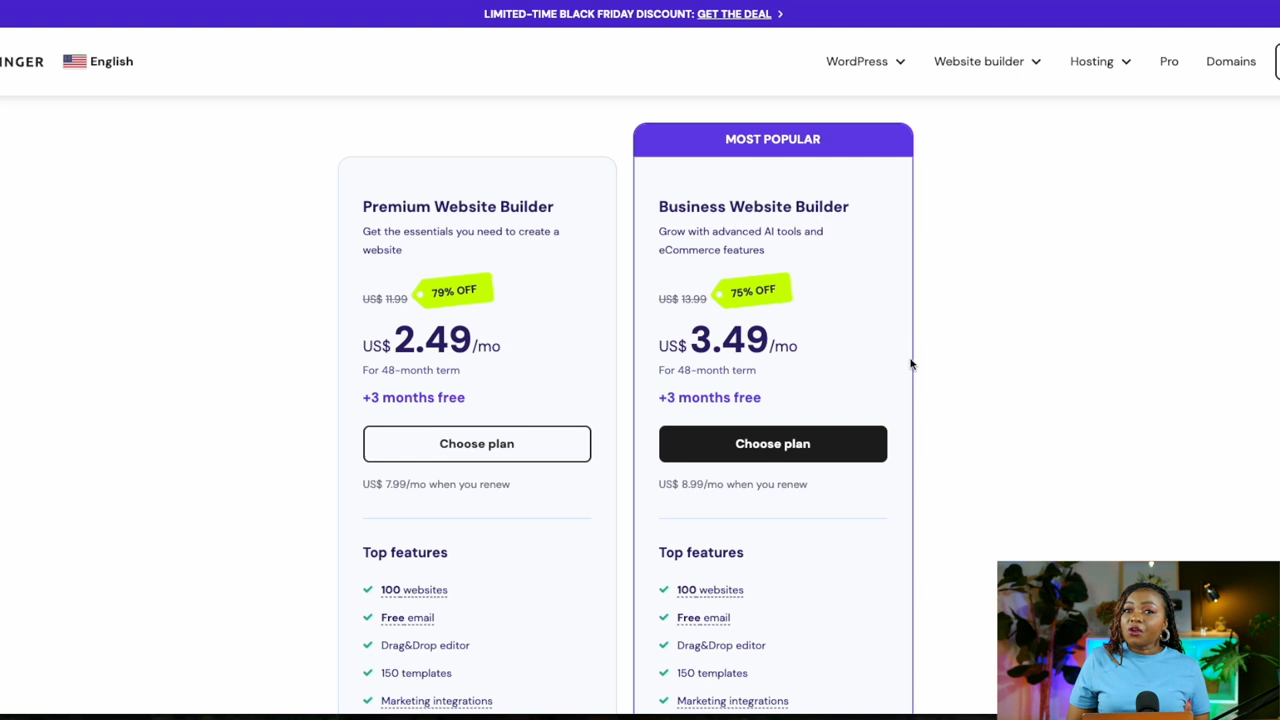 LIMITED-TIME BLACK FRIDAY DISCOUNT: GET THE DEAL
INGER
English
WordPress
Website builder
Hosting
Pro
Domains
MOST POPULAR
Premium Website Builder
Get the essentials you need to create a
website
US$ 11.99
79% OFF
US$ 2.49/mo
For 48-month term
+3 months free
Choose plan
US$ 7.99/mo when you renew
Top features
100 websites
Free email
Drag&Drop editor
150 templates
Marketing integrations
Business Website Builder
Grow with advanced AI tools and
eCommerce features
US$ 13.99
75% OFF
US$ 3.49/mo
For 48-month term
+3 months free
Choose plan
US$ 8.99/mo when you renew
Top features
100 websites
Free email
Drag&Drop editor
150 templates
Marketing integrations